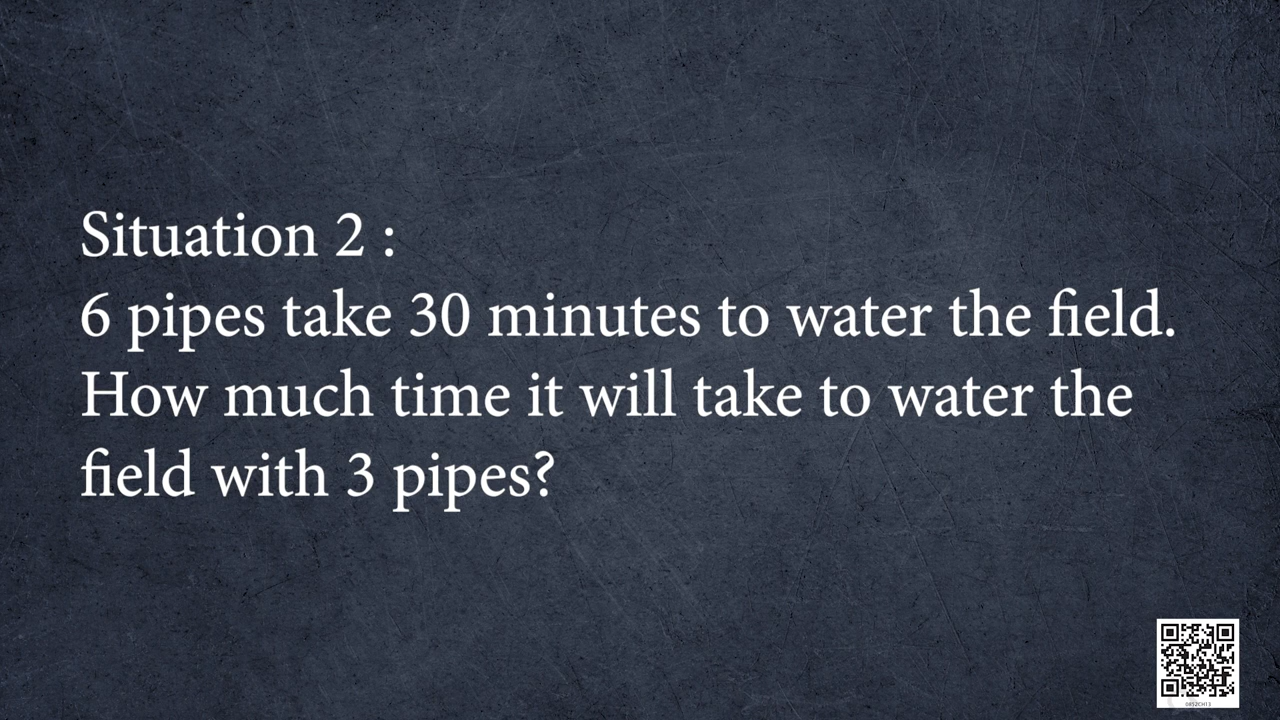 Situation 2 :
6 pipes take 30 minutes to water the field.
How much time it will take to water the
field with 3 pipes?
0852CH13